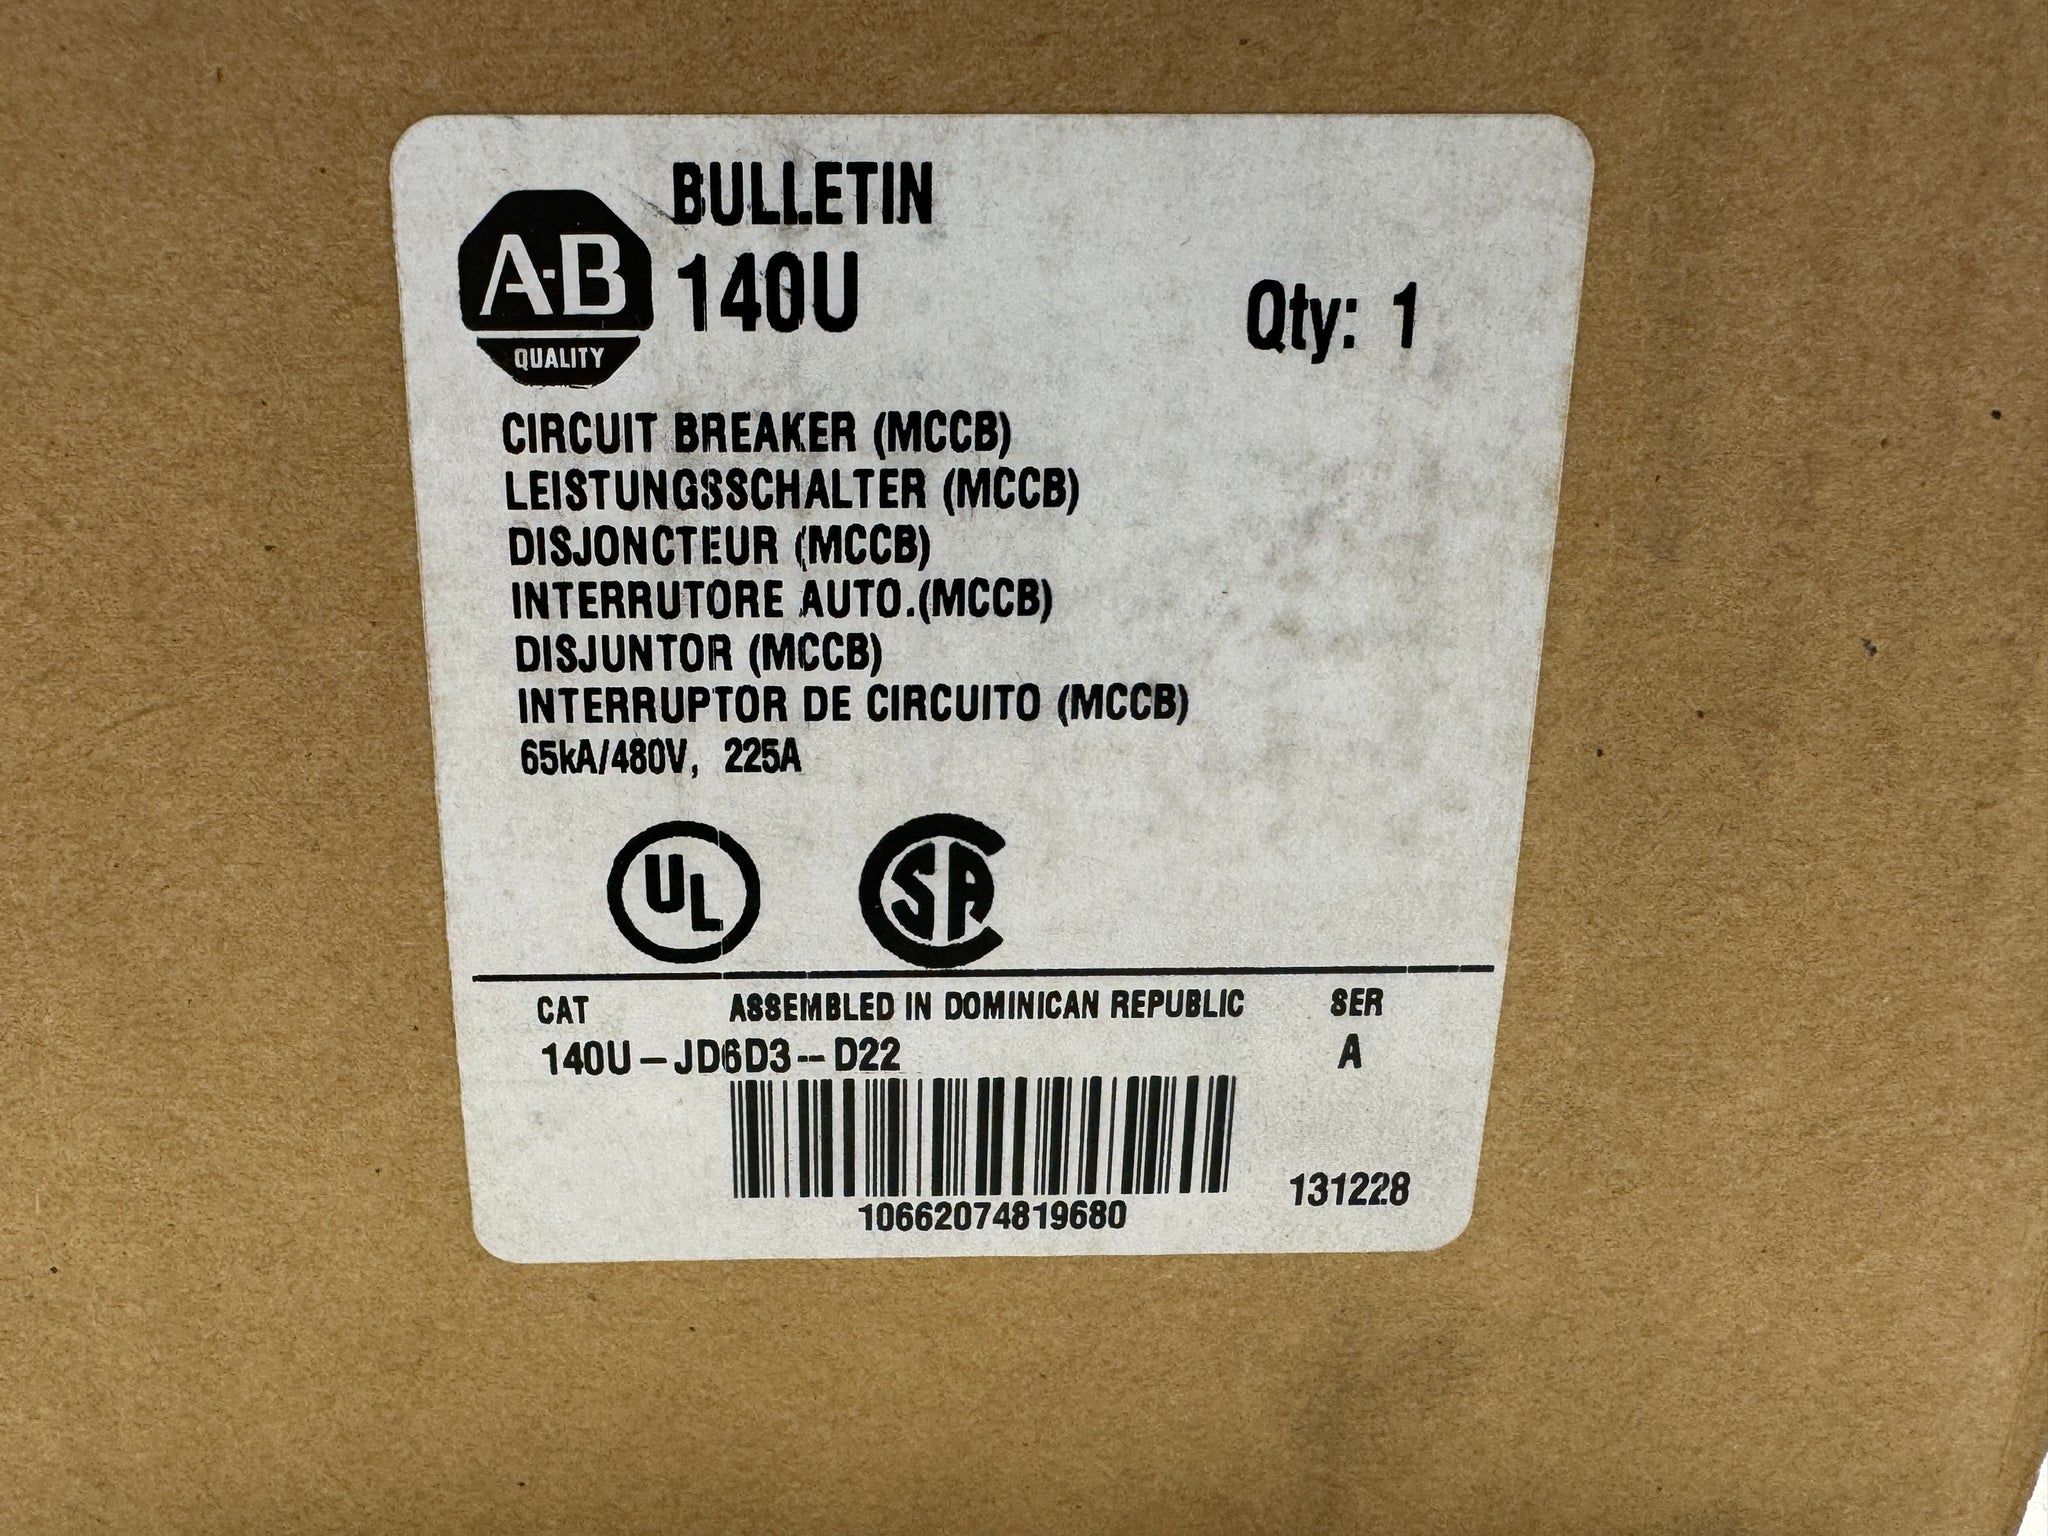 BULLETIN
140U
A-B
QUALITY
Qty: 1
CIRCUIT BREAKER (MCCB)
LEISTUNGSSCHALTER (MCCB)
DISJONCTEUR (MCCB)
INTERRUTORE AUTO.(MCCB)
DISJUNTOR (MCCB)
INTERRUPTOR DE CIRCUITO (MCCB)
65kA/480V, 225A
UL
CSA
CAT ASSEMBLED IN DOMINICAN REPUBLIC SER
140U-JD6D3-D22 A
10662074819680
131228